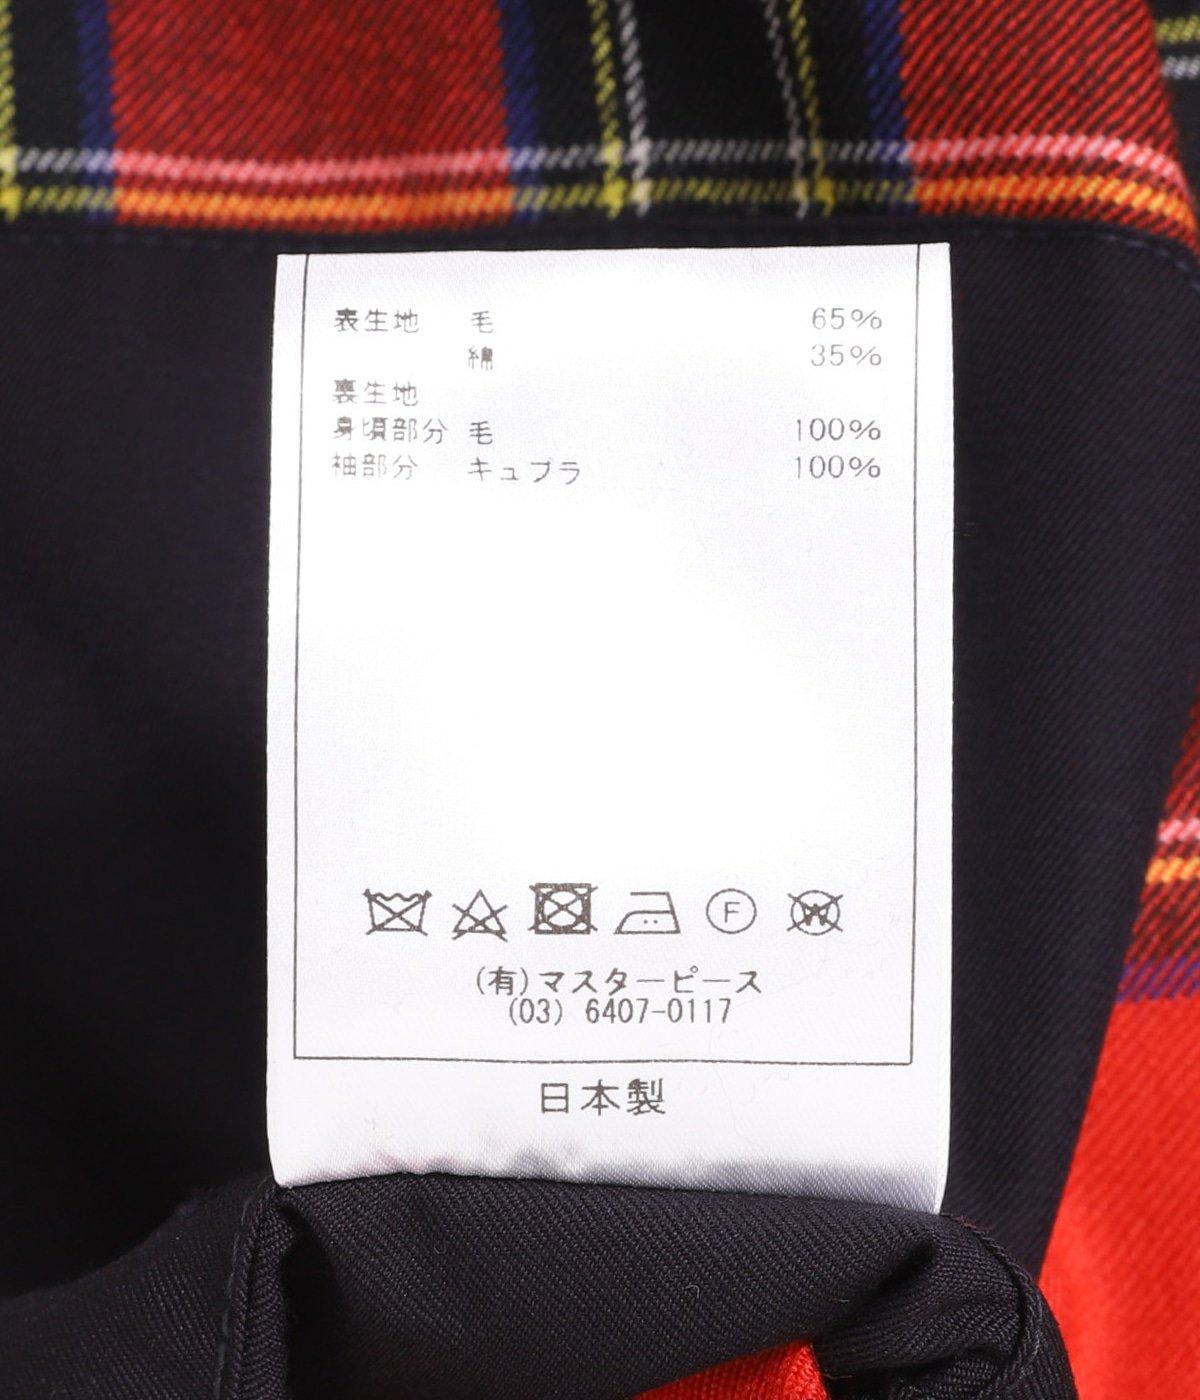 表生地 毛 65%
綿 35%
裏生地
身頃部分 毛 100%
袖部分 キュプラ 100%
F W
(有)マスターピース
(03) 6407-0117
日本製